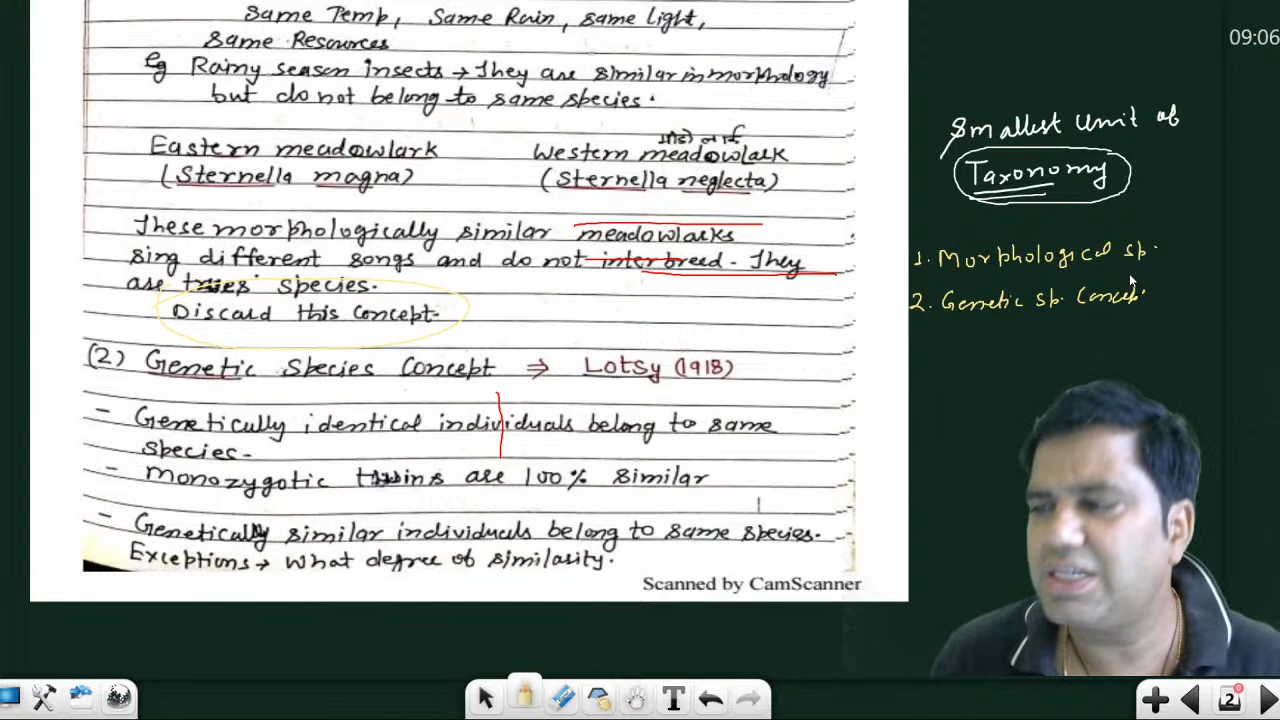 Same Temp, Same Rain, same light,
Same Resources
eg Rainy season insects → They are similar in morphology
but do not belong to same species.
मीडो लार्क
Eastern meadowlark Western meadowlark
(Sternella magna) (Sternella neglecta)
These morphologically similar meadowlarks
sing different songs and do not interbreed. They
are species.
Discard this Concept.
(2) Genetic Species Concept ⇒ Lotsy (1918)
- Genetically identical individuals belong to same
species.
- Monozygotic twins are 100% similar
- Genetically similar individuals belong to same species.
Exceptions → What degree of similarity.
Scanned by CamScanner
09:06
Smallest Unit of
Taxonomy
1. Morphological sp.
2. Genetic sp. Concept
T
2
0